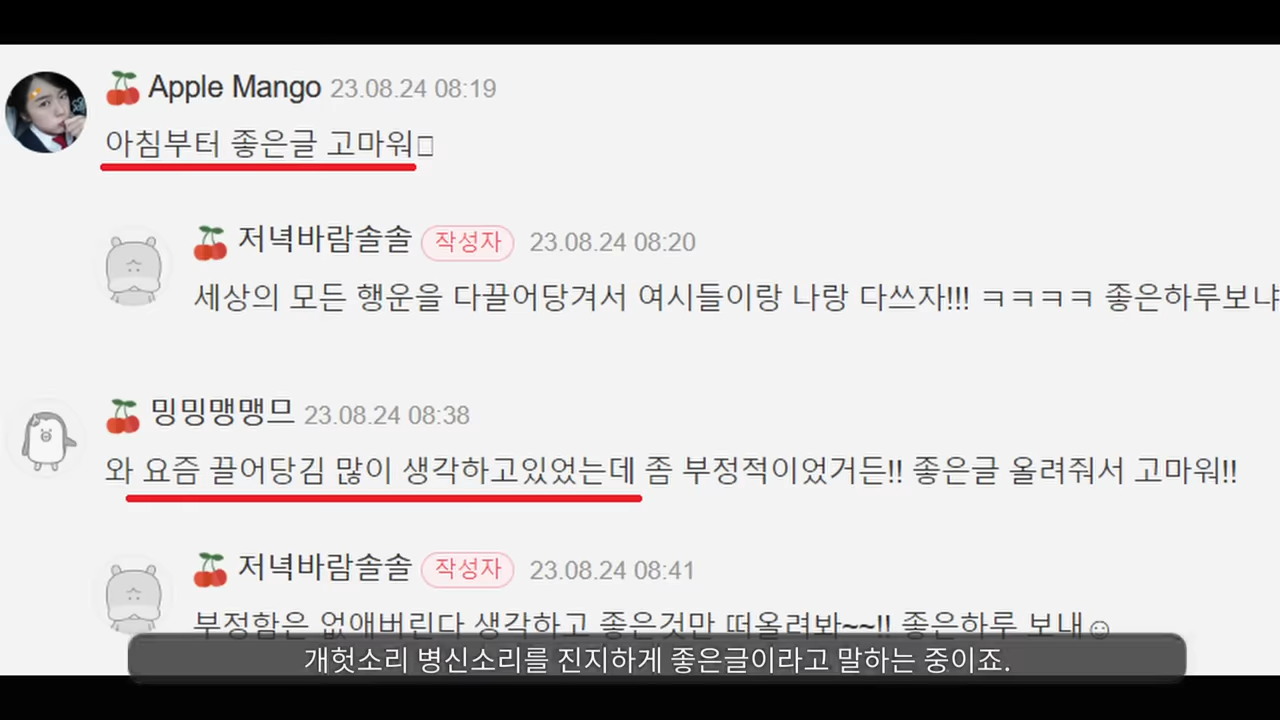 Apple Mango 23.08.24 08:19
아침부터 좋은글 고마워
저녁바람솔솔 작성자 23.08.24 08:20
세상의 모든 행운을 다끌어당겨서 여시들이랑 나랑 다쓰자!!! ㅋㅋㅋㅋ 좋은하루보냐
밍밍맹맹므 23.08.24 08:38
와 요즘 끌어당김 많이 생각하고있었는데 좀 부정적이었거든!! 좋은글 올려줘서 고마워!!
저녁바람솔솔 작성자 23.08.24 08:41
부정함은 없애버린다 생각하고 좋은것만 떠올려봐~~!! 좋은하루 보내☺
개헛소리 병신소리를 진지하게 좋은글이라고 말하는 중이죠.